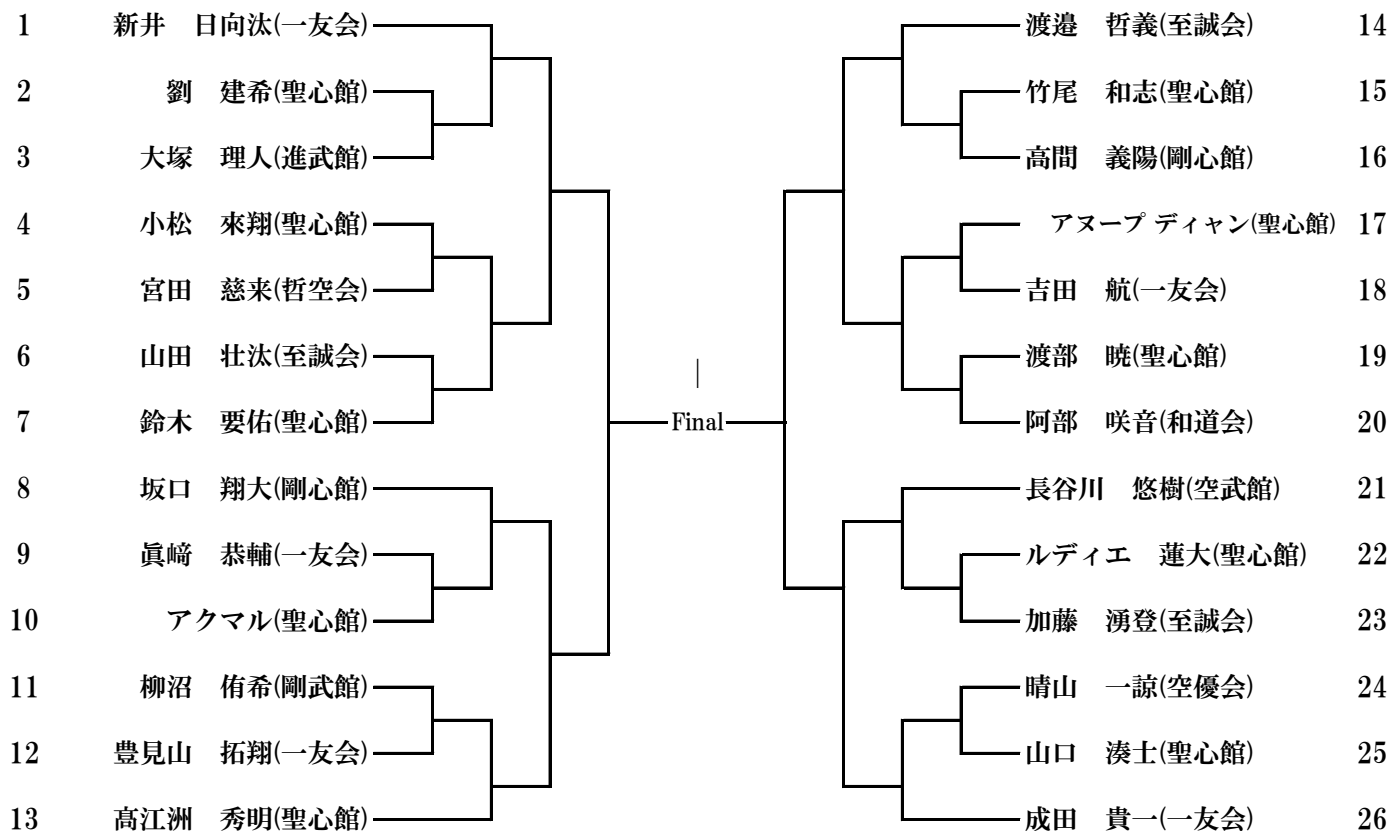 1 新井　日向汰(一友会)
2 劉　建希(聖心館)
3 大塚　理人(進武館)
4 小松　來翔(聖心館)
5 宮田　慈来(哲空会)
6 山田　壮汰(至誠会)
7 鈴木　要佑(聖心館)
8 坂口　翔大(剛心館)
9 眞﨑　恭輔(一友会)
10 アクマル(聖心館)
11 柳沼　侑希(剛武館)
12 豊見山　拓翔(一友会)
13 髙江洲　秀明(聖心館)
Final
渡邉　哲義(至誠会) 14
竹尾　和志(聖心館) 15
高間　義陽(剛心館) 16
アヌープ ディャン(聖心館) 17
吉田　航(一友会) 18
渡部　暁(聖心館) 19
阿部　咲音(和道会) 20
長谷川　悠樹(空武館) 21
ルディエ　蓮大(聖心館) 22
加藤　湧登(至誠会) 23
晴山　一諒(空優会) 24
山口　湊士(聖心館) 25
成田　貴一(一友会) 26